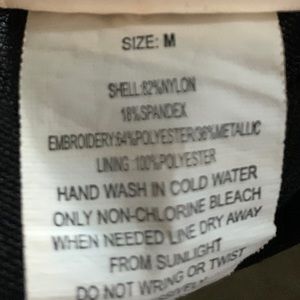 SIZE: M
SHELL:82%NYLON
18%SPANDEX
EMBROIDERY:64%POLYESTER/36%METALLIC
LINING :100%POLYESTER
HAND WASH IN COLD WATER
ONLY NON-CHLORINE BLEACH
WHEN NEEDED LINE DRY AWAY
FROM SUNLIGHT
DO NOT WRING OR TWIST